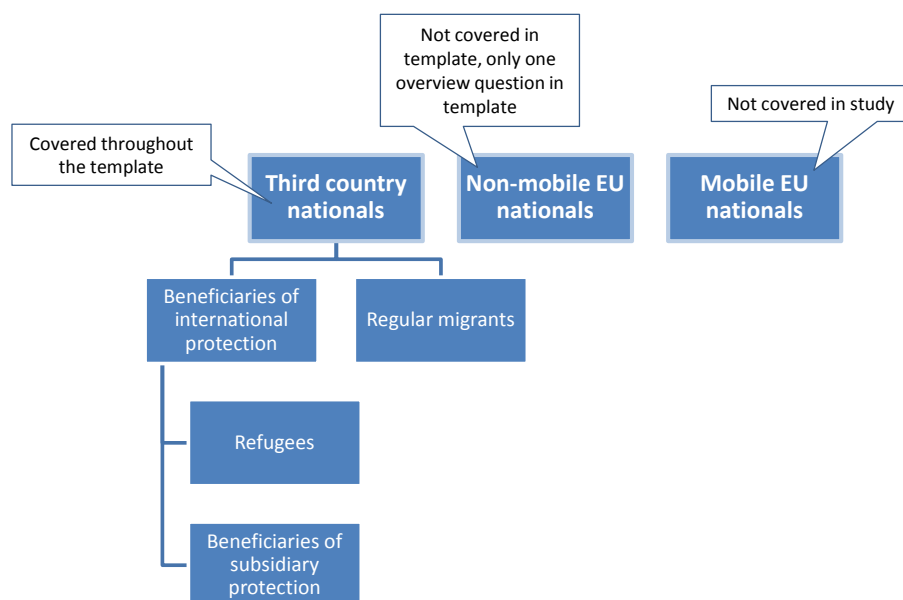 Not covered in
template, only one
overview question in
template
Not covered in study
Covered throughout
the template
Third country
nationals
Non-mobile EU
nationals
Mobile EU
nationals
Beneficiaries of
international
protection
Regular migrants
Refugees
Beneficiaries of
subsidiary
protection